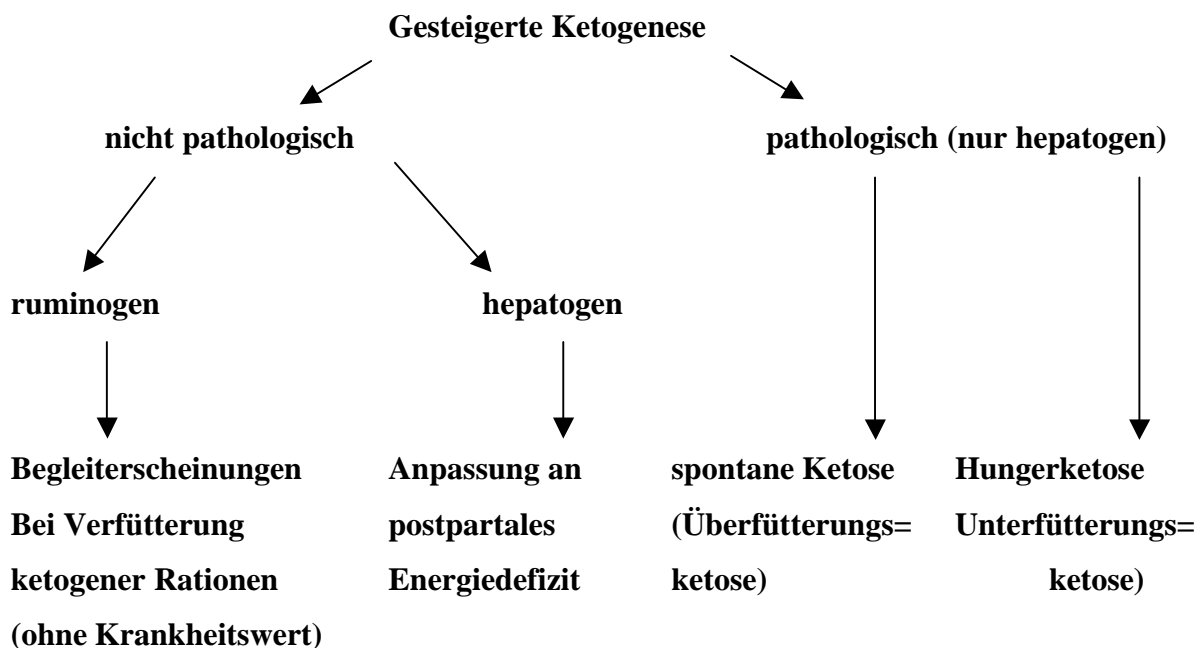 Gesteigerte Ketogenese
nicht pathologisch
pathologisch (nur hepatogen)
ruminogen
hepatogen
Begleiterscheinungen
Bei Verfütterung
ketogener Rationen
(ohne Krankheitswert)
Anpassung an
postpartales
Energiedefizit
spontane Ketose
(Überfütterungs=
ketose)
Hungerketose
Unterfütterungs=
ketose)